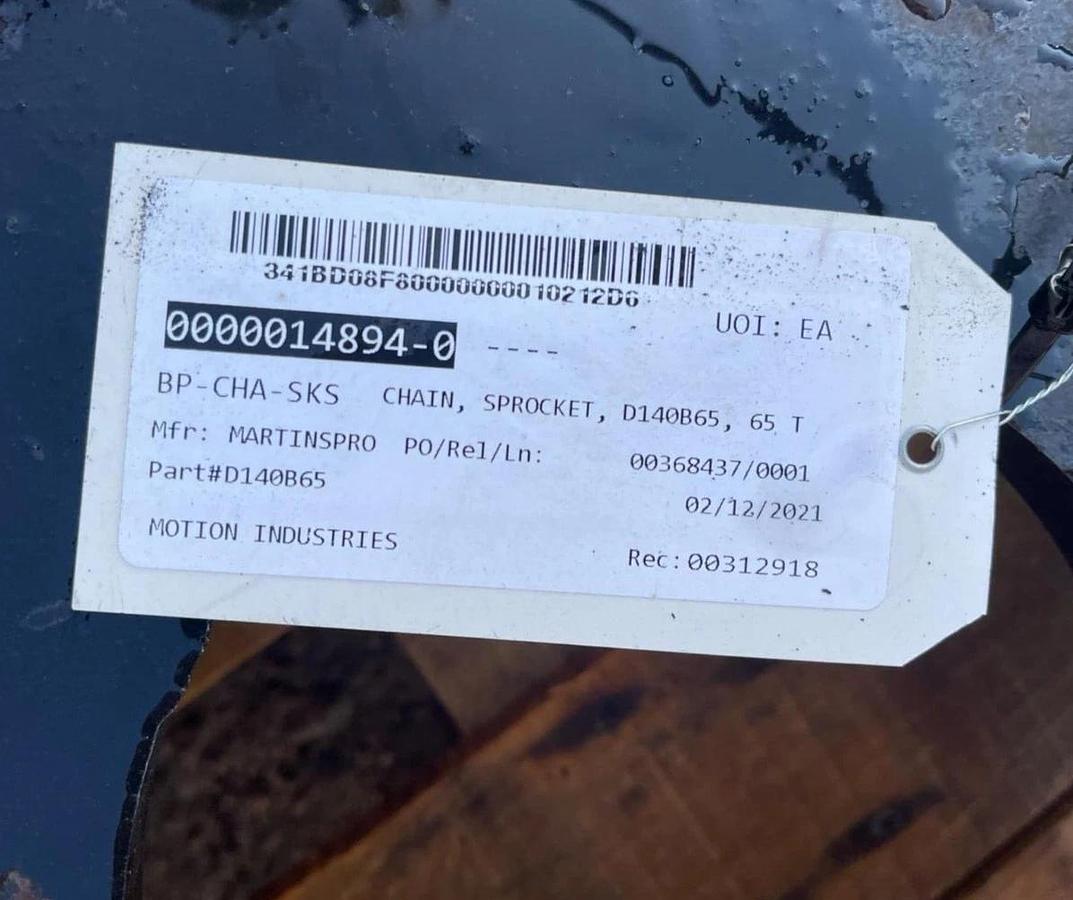 341BD08F80000000010212D6
UOI: EA
0000014894-0 ----
BP-CHA-SKS CHAIN, SPROCKET, D140B65, 65 T
Mfr: MARTINSPRO PO/Rel/Ln: 00368437/0001
Part#D140B65 02/12/2021
MOTION INDUSTRIES Rec:00312918